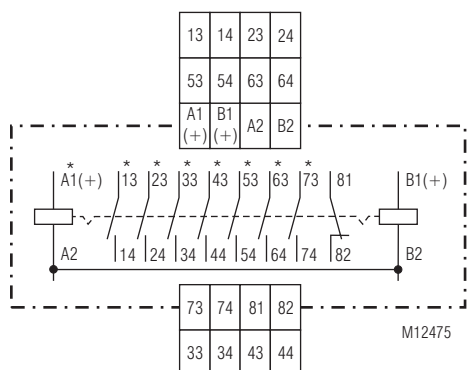 13 14 23 24
53 54 63 64
A1 (+) B1 (+) A2 B2
* * * * * * * *
A1(+) 13 23 33 43 53 63 73 81 B1(+)
A2 14 24 34 44 54 64 74 82 B2
73 74 81 82
M12475
33 34 43 44